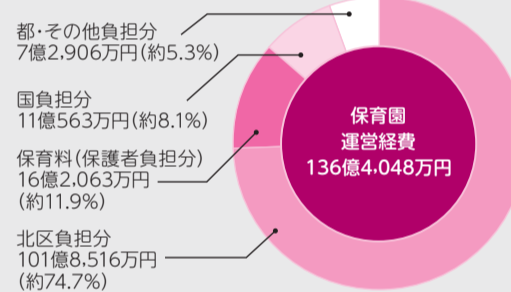 都・その他負担分
7億2,906万円(約5.3%)
国負担分
11億563万円(約8.1%)
保育料(保護者負担分)
16億2,063万円
(約11.9%)
北区負担分
101億8,516万円
(約74.7%)
保育園
運営経費
136億4,048万円